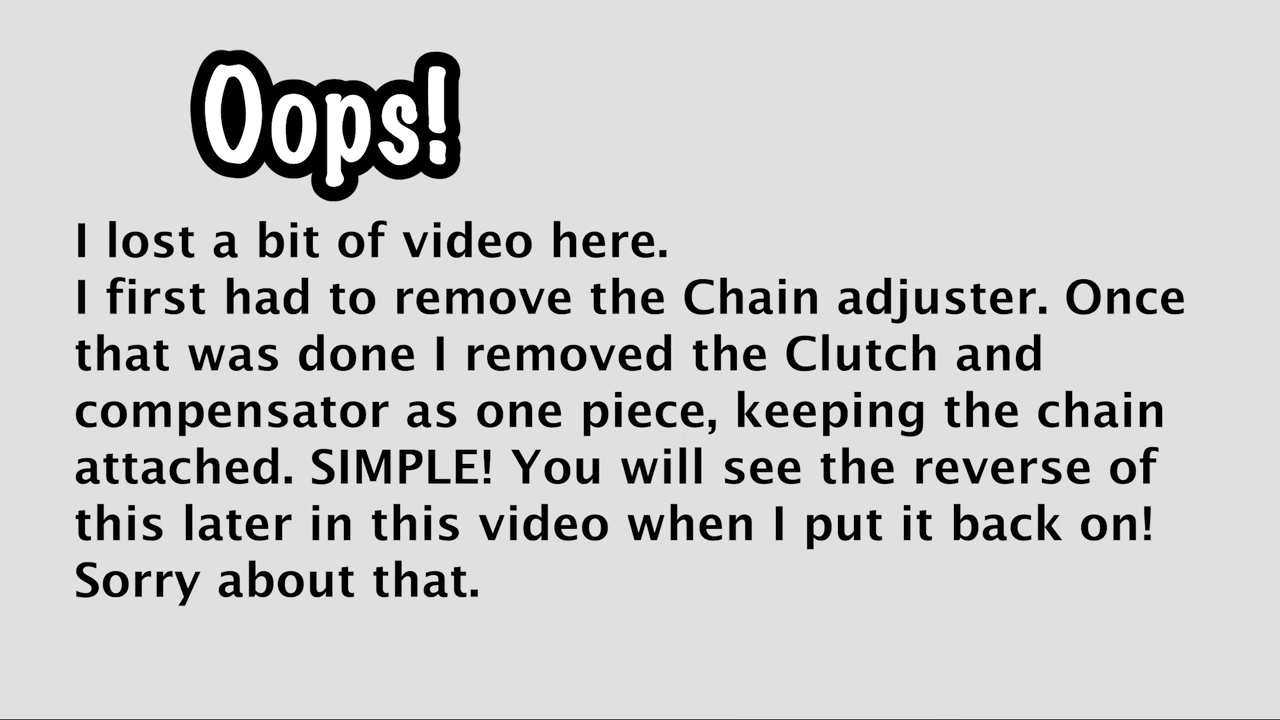 Oops!
I lost a bit of video here.
I first had to remove the Chain adjuster. Once
that was done I removed the Clutch and
compensator as one piece, keeping the chain
attached. SIMPLE! You will see the reverse of
this later in this video when I put it back on!
Sorry about that.